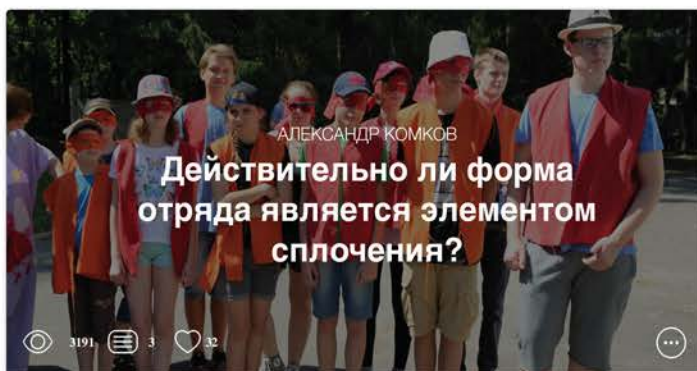 АЛЕКСАНДР КОМКОВ
Действительно ли форма
отряда является элементом
сплочения?
3191 3 32